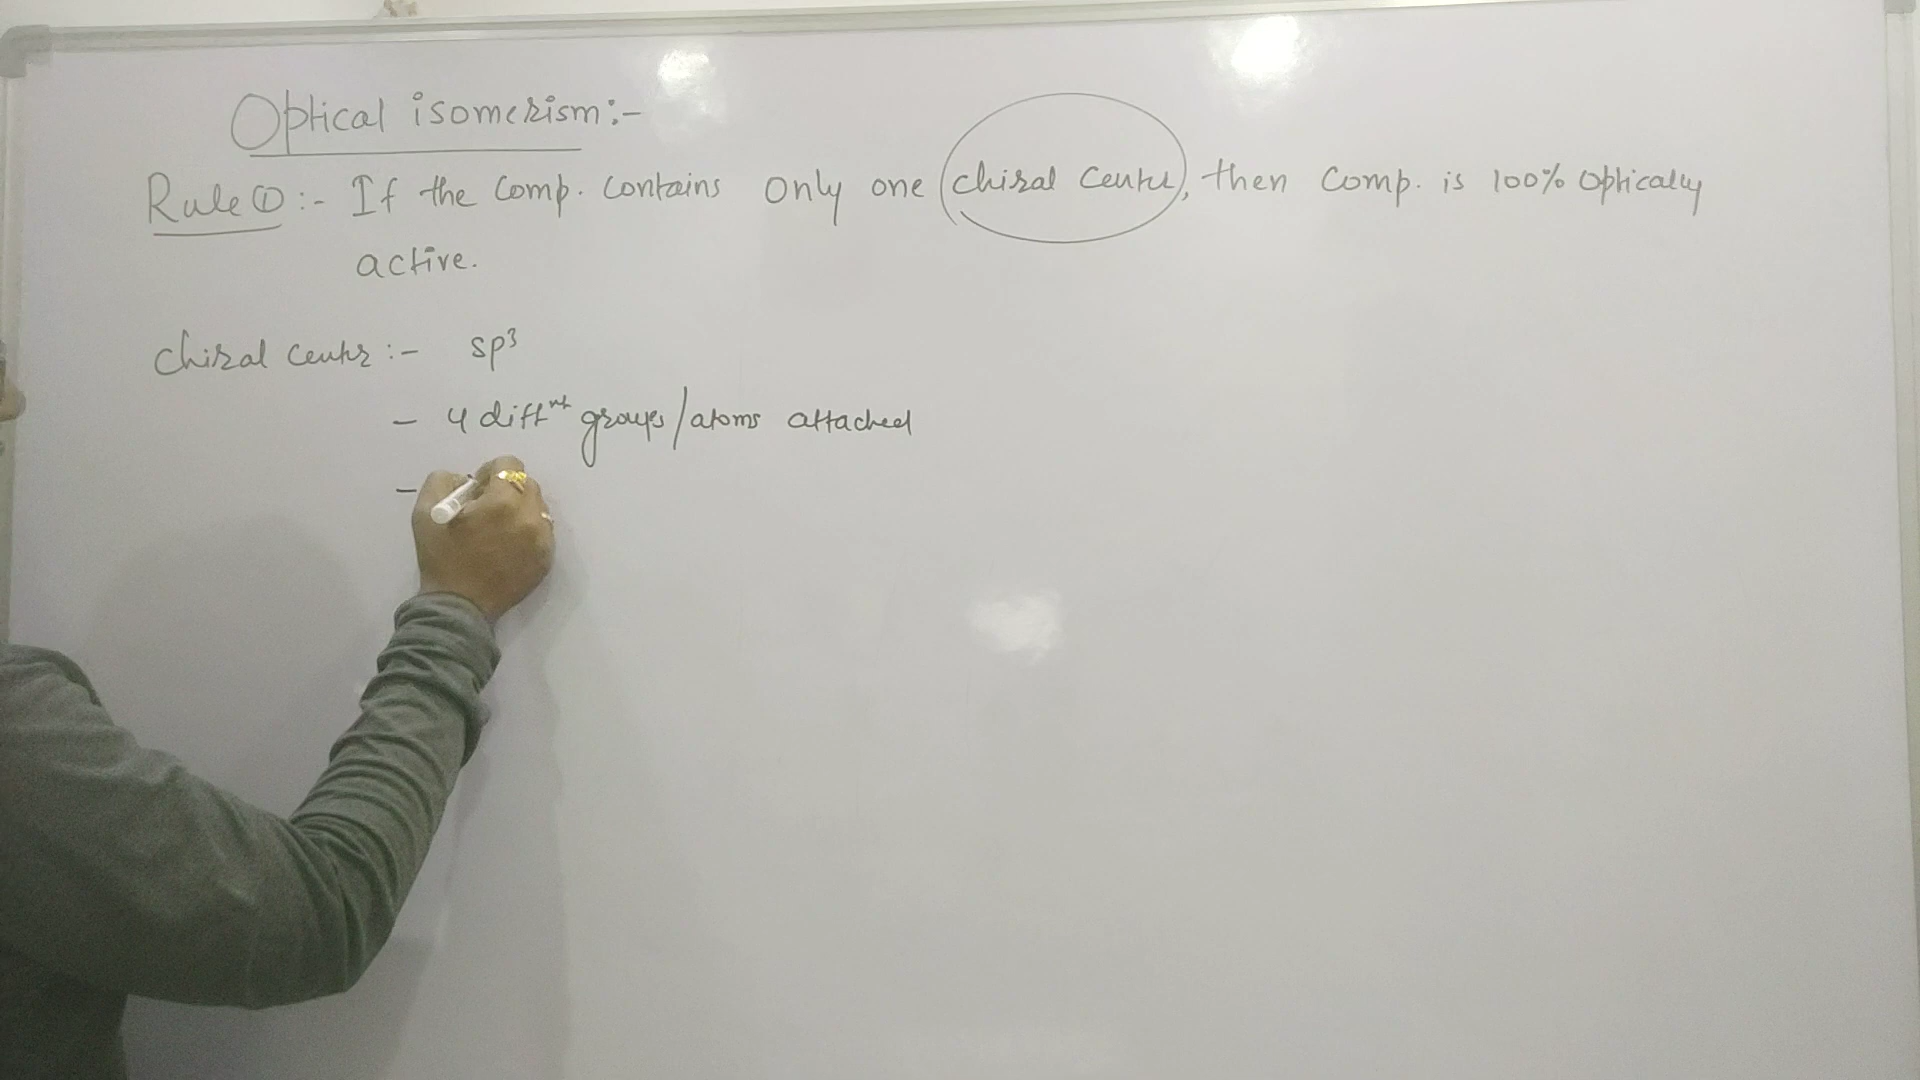 Optical isomerism :-
Rule ① :- If the Comp. Contains only one chiral Centre, then Comp. is 100% Optically
active.
Chiral Centre :- sp³
- 4 diffnt groups/atoms attached
-